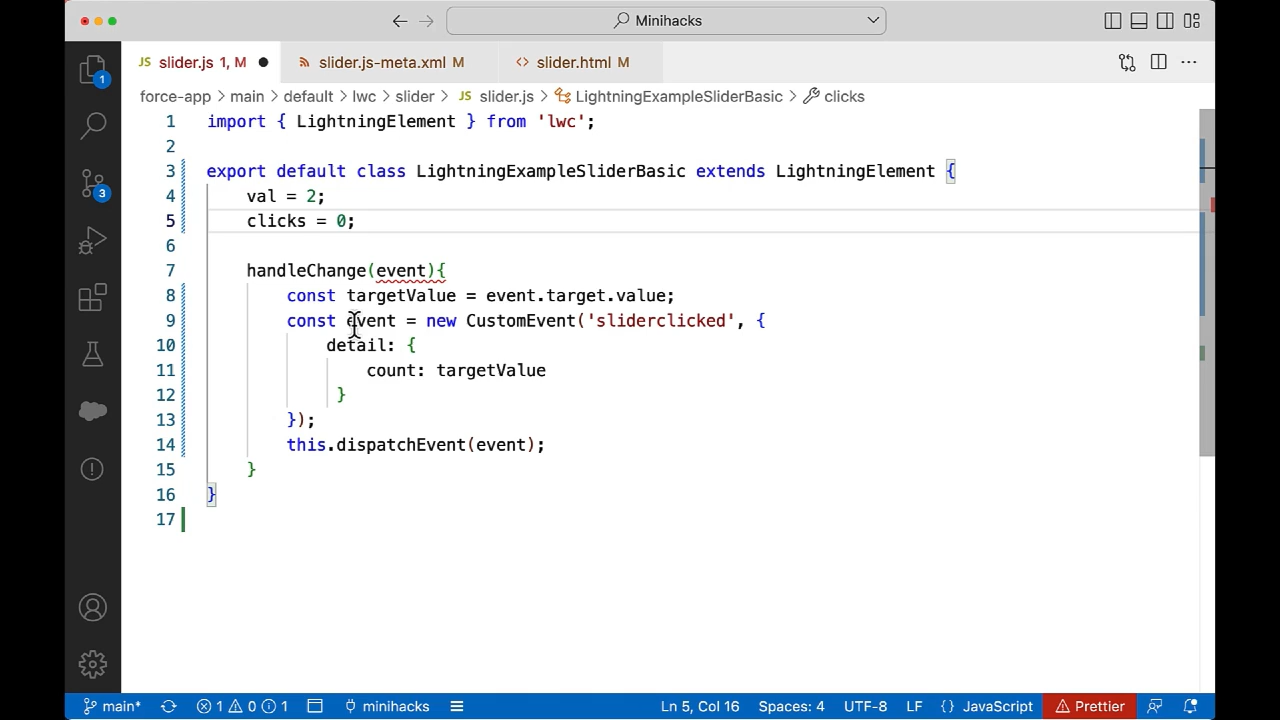 Minihacks
JS slider.js 1, M
slider.js-meta.xml M
<> slider.html M
force-app > main > default > lwc > slider > JS slider.js > LightningExampleSliderBasic > clicks
1 import { LightningElement } from 'lwc';
2
3 export default class LightningExampleSliderBasic extends LightningElement {
4 val = 2;
5 clicks = 0;
6
7 handleChange(event){
8 const targetValue = event.target.value;
9 const event = new CustomEvent('sliderclicked', {
10 detail: {
11 count: targetValue
12 }
13 });
14 this.dispatchEvent(event);
15 }
16 }
17
1
3
main* 1 0 1 minihacks Ln 5, Col 16 Spaces: 4 UTF-8 LF {} JavaScript Prettier